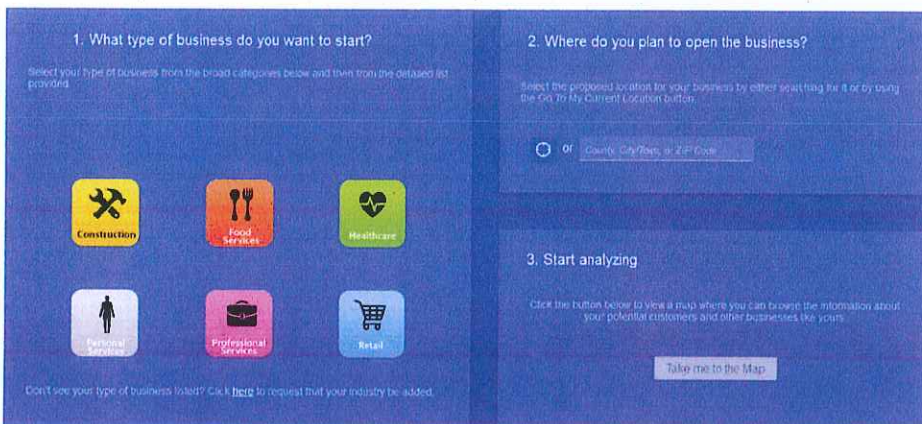 1. What type of business do you want to start?
Select your type of business from the broad categories below and then from the detailed list
provided.
Construction
Food
Services
Healthcare
Personal
Services
Professional
Services
Retail
Don't see your type of business listed? Click here to request that your industry be added.
2. Where do you plan to open the business?
Select the proposed location for your business by either searching for it or by using
the Go To My Current Location button.
or County, City/Town, or ZIP Code
3. Start analyzing
Click the button below to view a map where you can browse the information about
your potential customers and other businesses like yours.
Take me to the Map